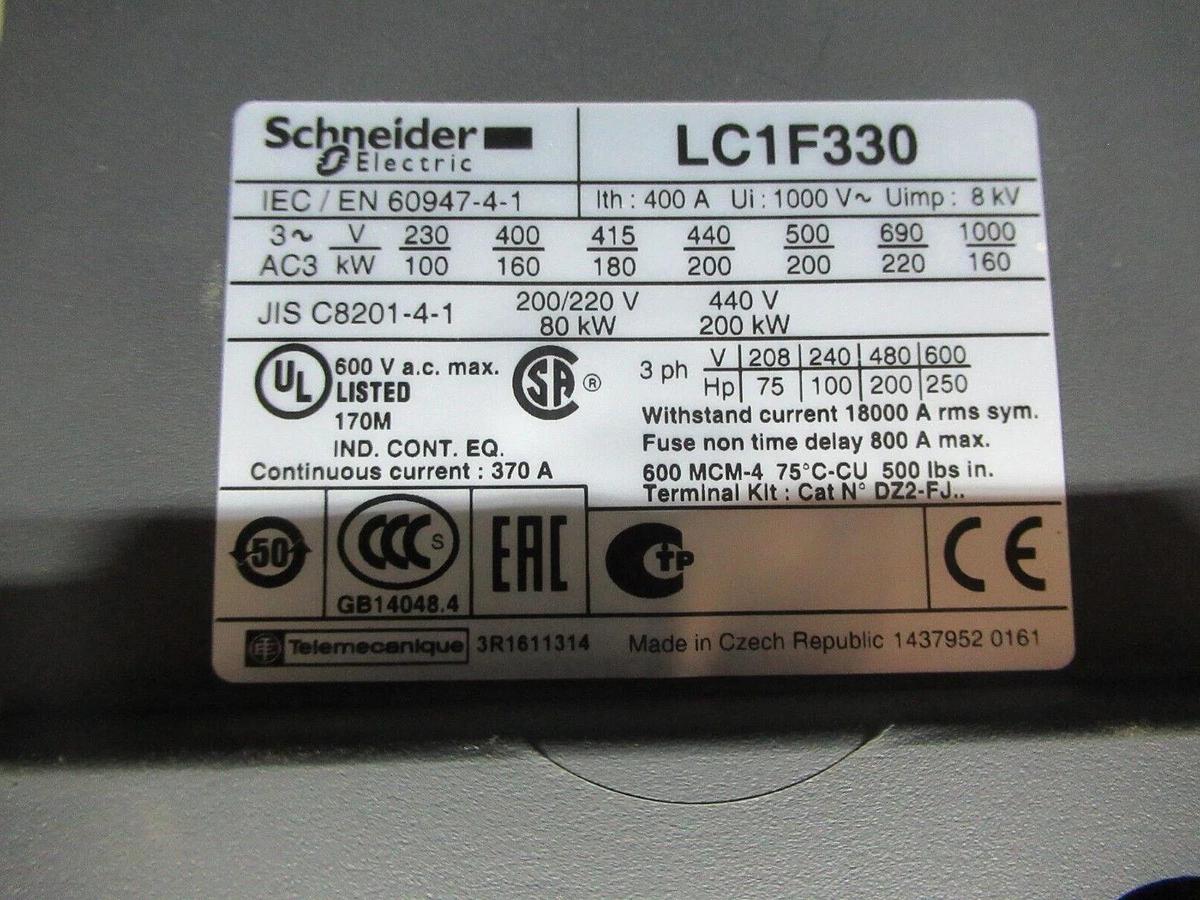 Schneider Electric
LC1F330
IEC / EN 60947-4-1
Ith : 400 A Ui : 1000 V~ Uimp : 8 kV
3~ V 230 400 415 440 500 690 1000
AC3 kW 100 160 180 200 200 220 160
JIS C8201-4-1
200/220 V 440 V
80 kW 200 kW
UL
600 V a.c. max.
LISTED
170M
IND. CONT. EQ.
Continuous current : 370 A
SA ®
3 ph V 208 240 480 600
Hp 75 100 200 250
Withstand current 18000 A rms sym.
Fuse non time delay 800 A max.
600 MCM-4 75°C-CU 500 lbs in.
Terminal Kit : Cat N° DZ2-FJ..
50
CCC S
GB14048.4
EAC
CTP
CE
Telemecanique 3R1611314 Made in Czech Republic 1437952 0161